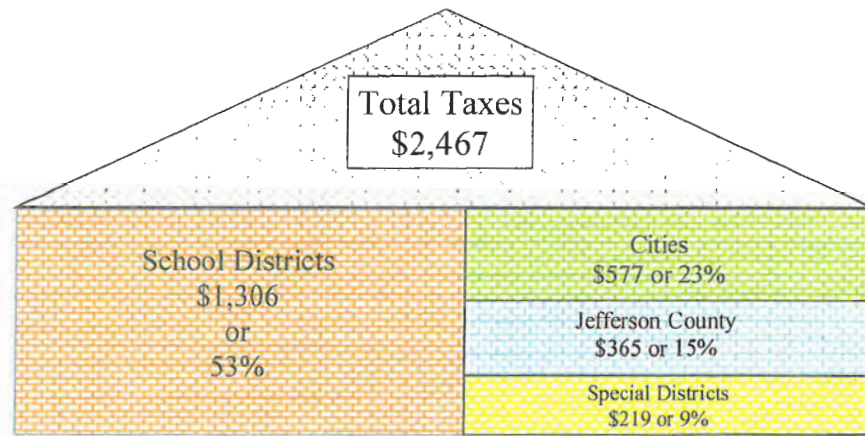 Total Taxes
$2,467
School Districts
$1,306
or
53%
Cities
$577 or 23%
Jefferson County
$365 or 15%
Special Districts
$219 or 9%